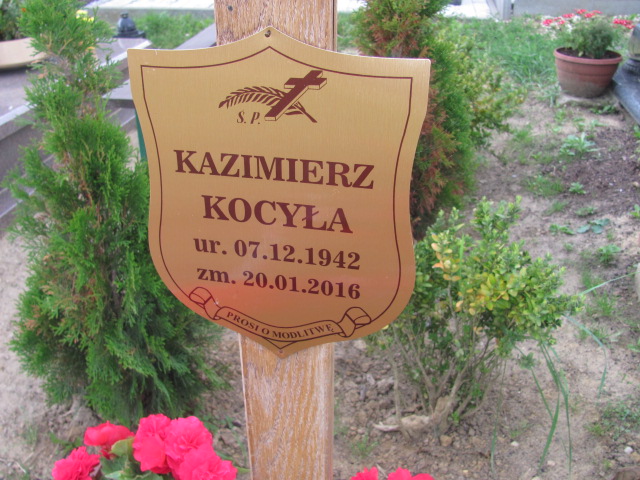 S. P.
KAZIMIERZ
KOCYŁA
ur. 07.12.1942
zm. 20.01.2016
PROSI O MODLITWĘ